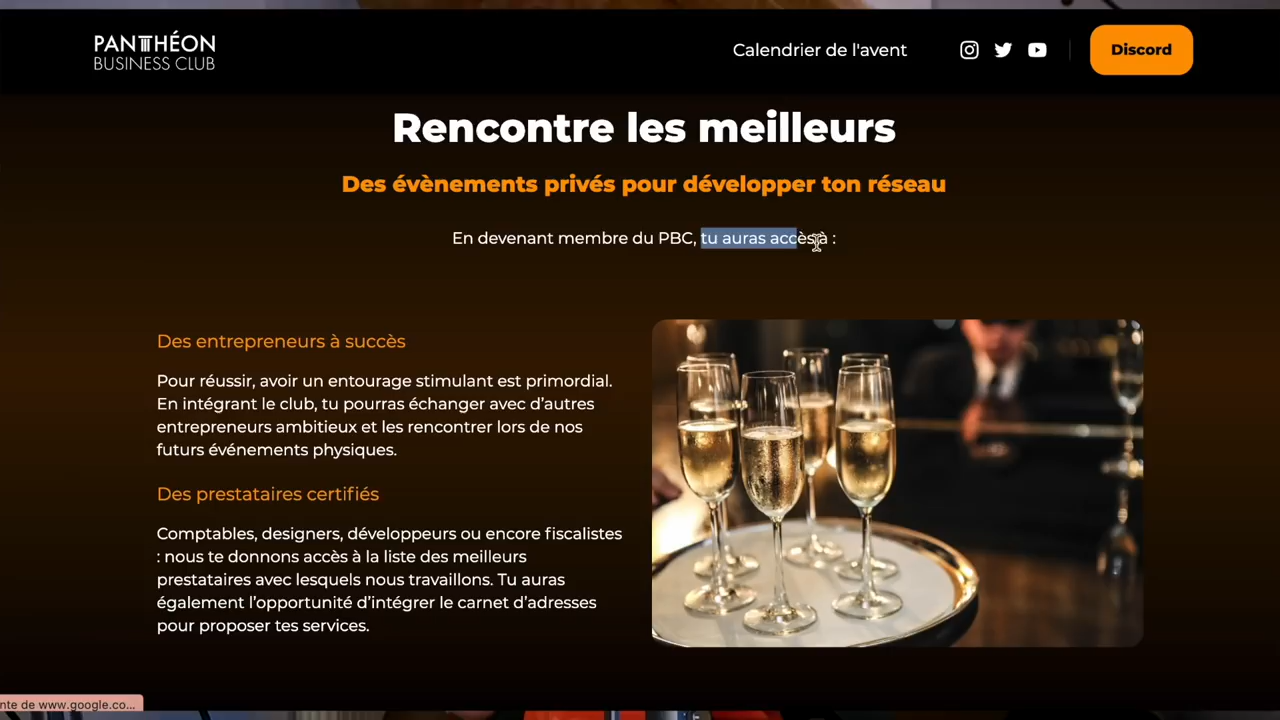 PANTHÉON
BUSINESS CLUB
Calendrier de l'avent
Discord
Rencontre les meilleurs
Des évènements privés pour développer ton réseau
En devenant membre du PBC, tu auras accès à :
Des entrepreneurs à succès
Pour réussir, avoir un entourage stimulant est primordial.
En intégrant le club, tu pourras échanger avec d’autres
entrepreneurs ambitieux et les rencontrer lors de nos
futurs événements physiques.
Des prestataires certifiés
Comptables, designers, développeurs ou encore fiscalistes
: nous te donnons accès à la liste des meilleurs
prestataires avec lesquels nous travaillons. Tu auras
également l’opportunité d’intégrer le carnet d’adresses
pour proposer tes services.
nte de www.google.co...